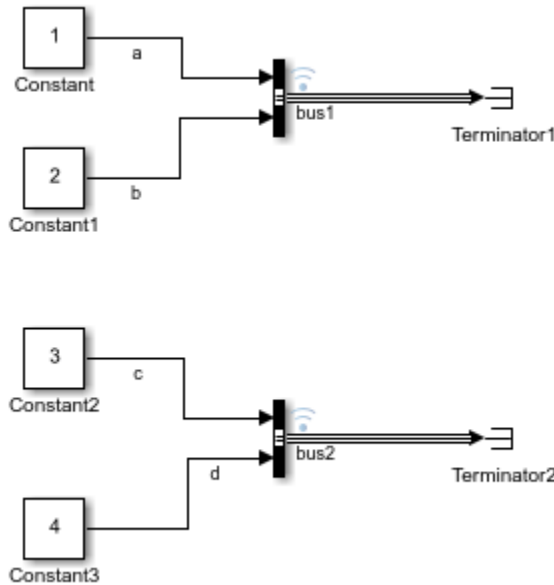 1
a
Constant
bus1
Terminator1
2
b
Constant1
3
c
Constant2
bus2
d
Terminator2
4
Constant3